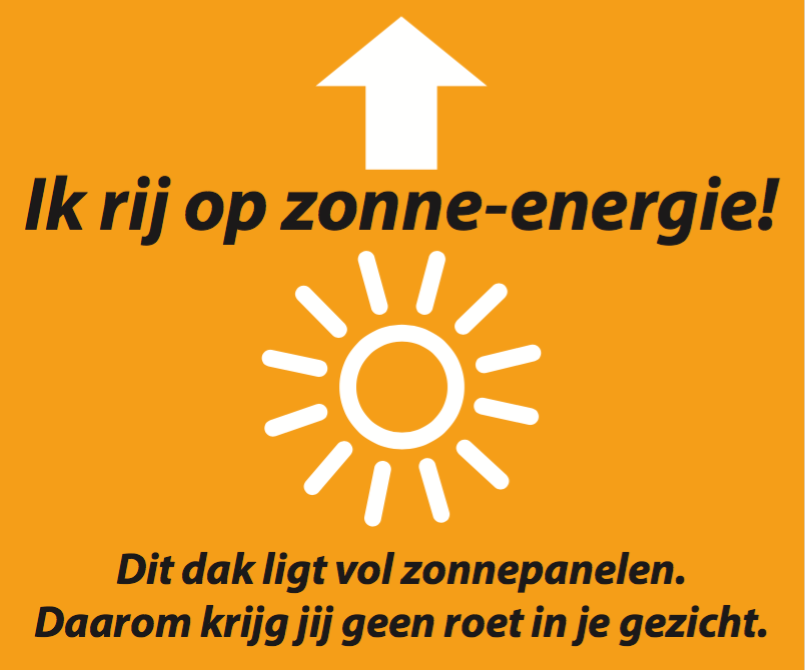 Ik rij op zonne-energie!
Dit dak ligt vol zonnepanelen.
Daarom krijg jij geen roet in je gezicht.